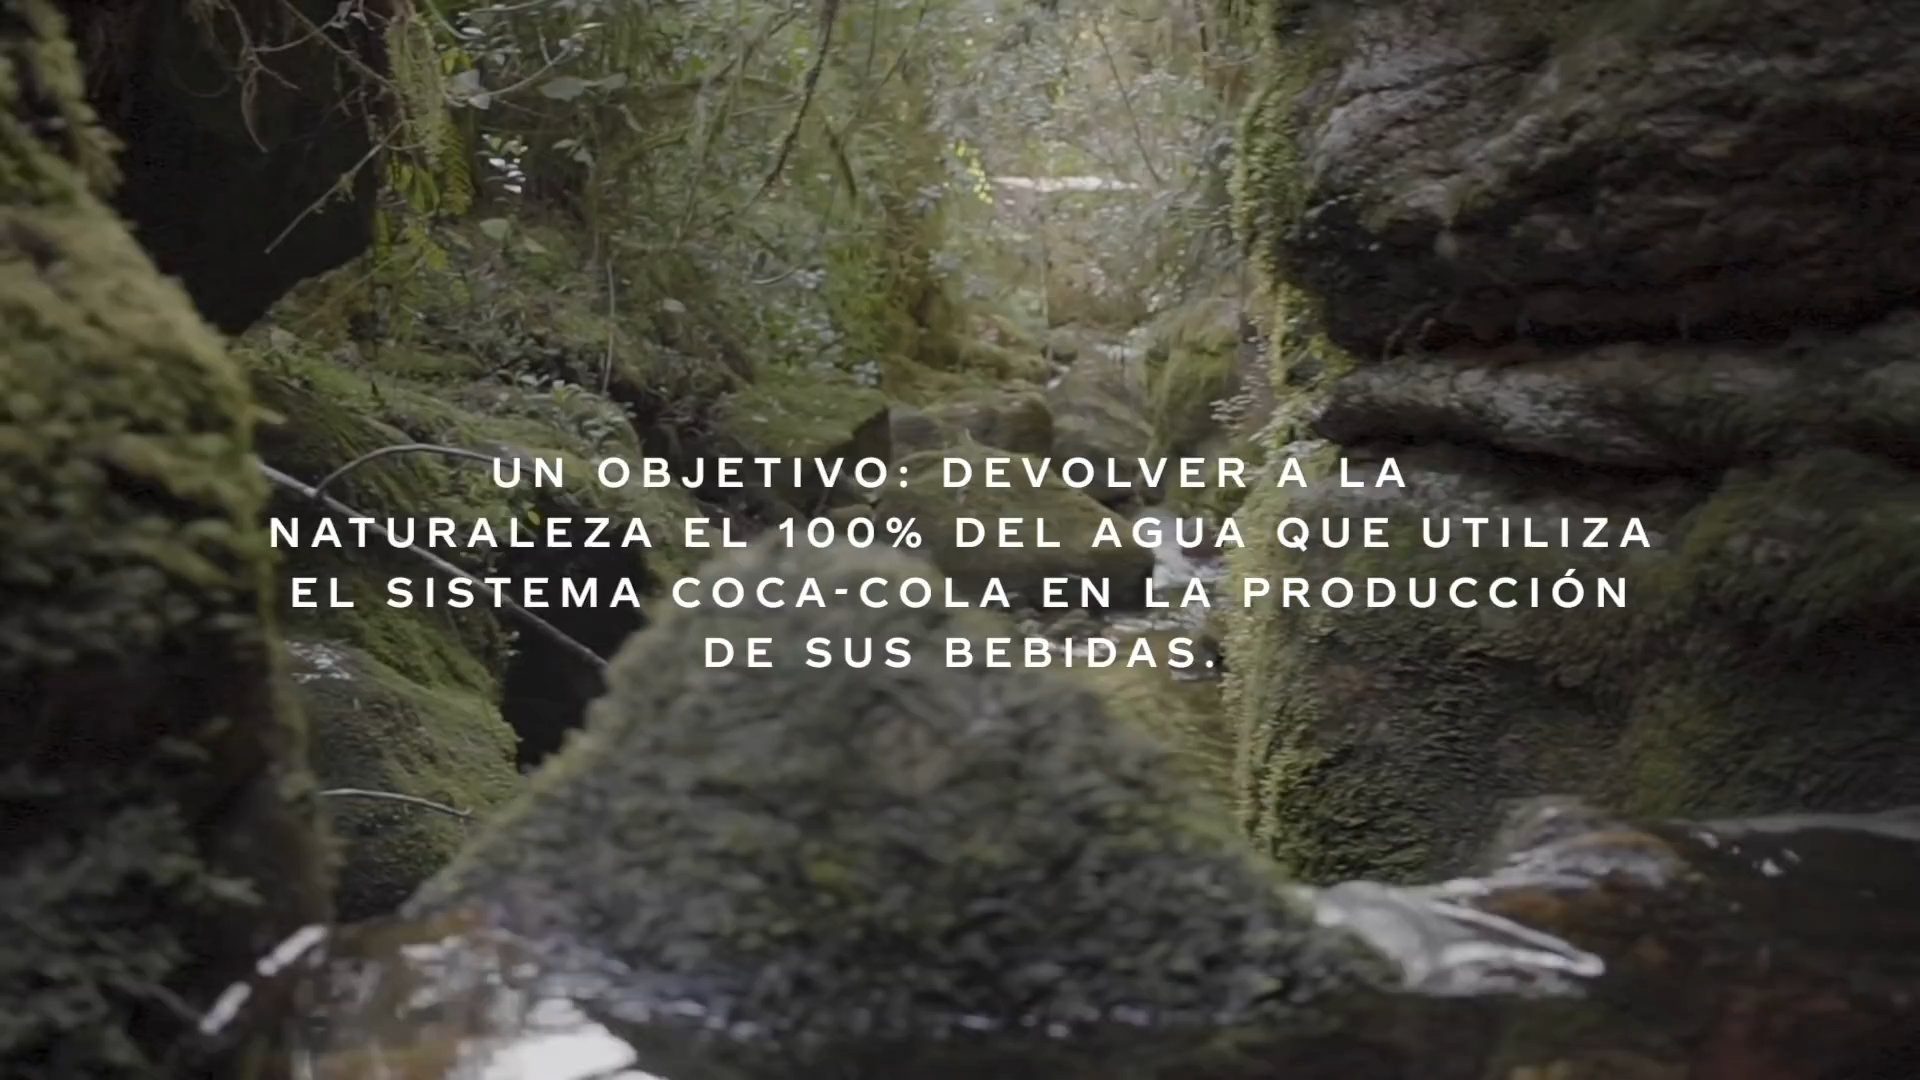 UN OBJETIVO: DEVOLVER A LA
NATURALEZA EL 100% DEL AGUA QUE UTILIZA
EL SISTEMA COCA-COLA EN LA PRODUCCIÓN
DE SUS BEBIDAS.